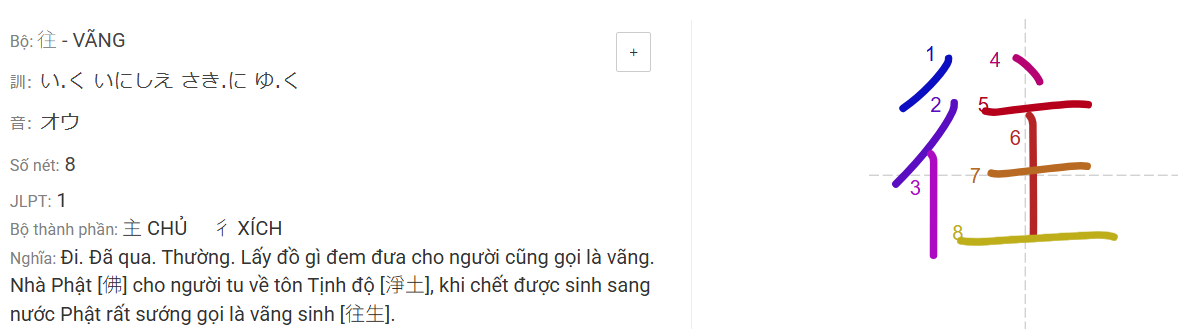 Bộ: 往 - VÃNG
+
訓: い.く いにしえ さき.に ゆ.く
音: オウ
Số nét: 8
JLPT: 1
Bộ thành phần: 主 CHỦ 彳 XÍCH
Nghĩa: Đi. Đã qua. Thường. Lấy đồ gì đem đưa cho người cũng gọi là vãng.
Nhà Phật [佛] cho người tu về tôn Tịnh độ [淨土], khi chết được sinh sang
nước Phật rất sướng gọi là vãng sinh [往生].
往
1
2
3
4
5
6
7
8